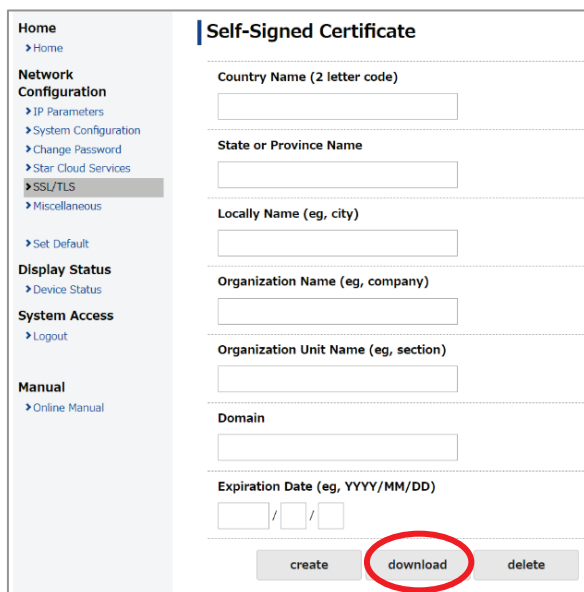 Home
Home
Network
Configuration
IP Parameters
System Configuration
Change Password
Star Cloud Services
SSL/TLS
Miscellaneous
Set Default
Display Status
Device Status
System Access
Logout
Manual
Online Manual
Self-Signed Certificate
Country Name (2 letter code)
State or Province Name
Locally Name (eg, city)
Organization Name (eg, company)
Organization Unit Name (eg, section)
Domain
Expiration Date (eg, YYYY/MM/DD)
/ /
create download delete